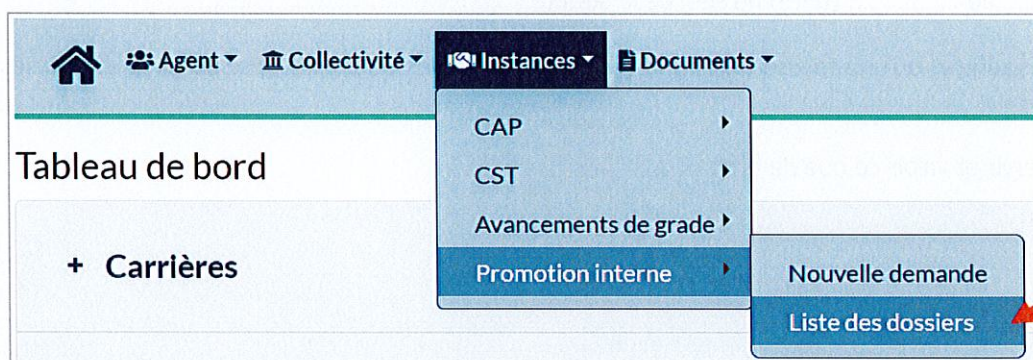 Agent Collectivité Instances Documents
CAP
Tableau de bord
CST
Avancements de grade
+ Carrières
Promotion interne
Nouvelle demande
Liste des dossiers